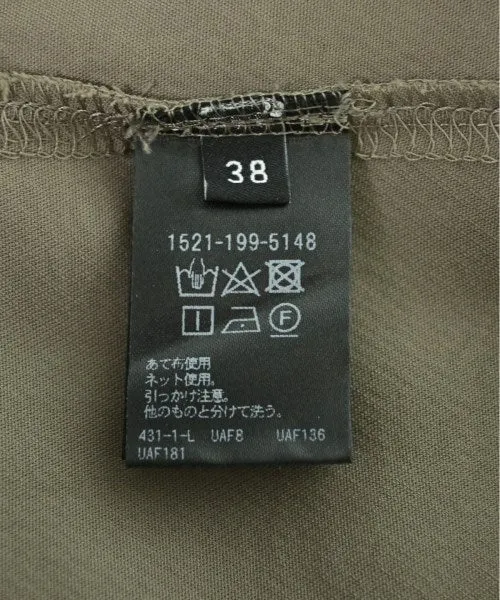 38
1521-199-5148
F
あて布使用
ネット使用。
引っかけ注意。
他のものと分けて洗う。
431-1-L UAF8 UAF136
UAF181